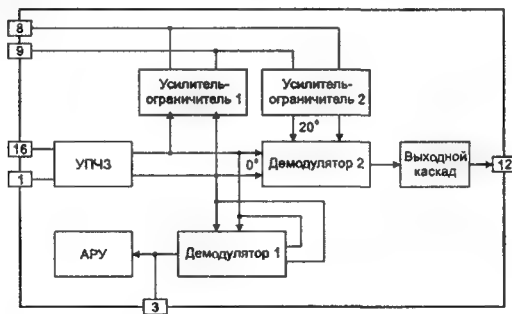 8
9
Усилитель-
ограничитель 1
Усилитель-
ограничитель 2
20°
16
1
УПЧЗ
0°
Демодулятор 2
Выходной
каскад
12
АРУ
Демодулятор 1
3